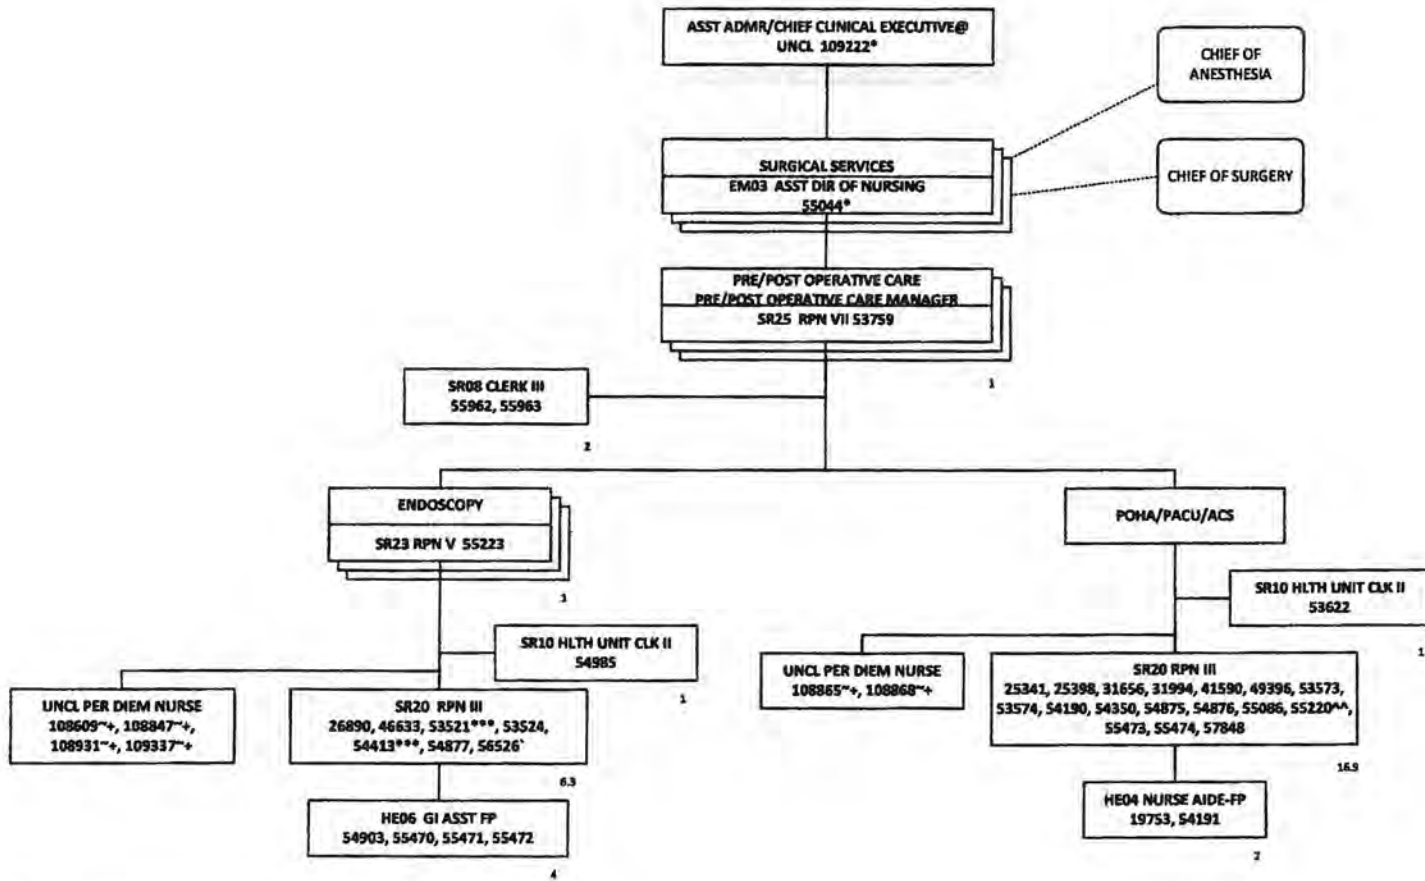 ASST ADMR/CHIEF CLINICAL EXECUTIVE@
UNCL 109222*
CHIEF OF
ANESTHESIA
SURGICAL SERVICES
EM03 ASST DIR OF NURSING
55044*
CHIEF OF SURGERY
PRE/POST OPERATIVE CARE
PRE/POST OPERATIVE CARE MANAGER
SR25 RPN VII 53759
1
SR08 CLERK III
55962, 55963
2
ENDOSCOPY
SR23 RPN V 55223
1
POHA/PACU/ACS
SR10 HLTH UNIT CLK II
53622
1
SR10 HLTH UNIT CLK II
54985
1
UNCL PER DIEM NURSE
108609~+, 108847~+,
108931~+, 109337~+
SR20 RPN III
26890, 46633, 53521***, 53524,
54413***, 54877, 56526`
6.3
UNCL PER DIEM NURSE
108865~+, 108868~+
SR20 RPN III
25341, 25398, 31656, 31994, 41590, 49396, 53573,
53574, 54190, 54350, 54875, 54876, 55086, 55220^^,
55473, 55474, 57848
16.9
HE06 GI ASST FP
54903, 55470, 55471, 55472
4
HE04 NURSE AIDE-FP
19753, 54191
2